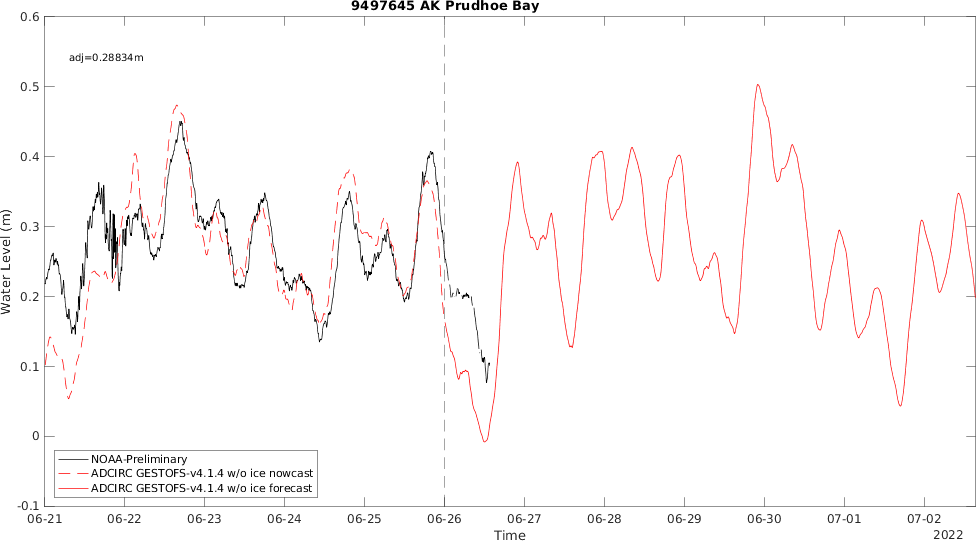 9497645 AK Prudhoe Bay
0.6
adj=0.28834m
0.5
0.4
0.3
0.2
0.1
0
-0.1
Water Level (m)
NOAA-Preliminary
ADCIRC GESTOFS-v4.1.4 w/o ice nowcast
ADCIRC GESTOFS-v4.1.4 w/o ice forecast
06-21 06-22 06-23 06-24 06-25 06-26 06-27 06-28 06-29 06-30 07-01 07-02
Time
2022